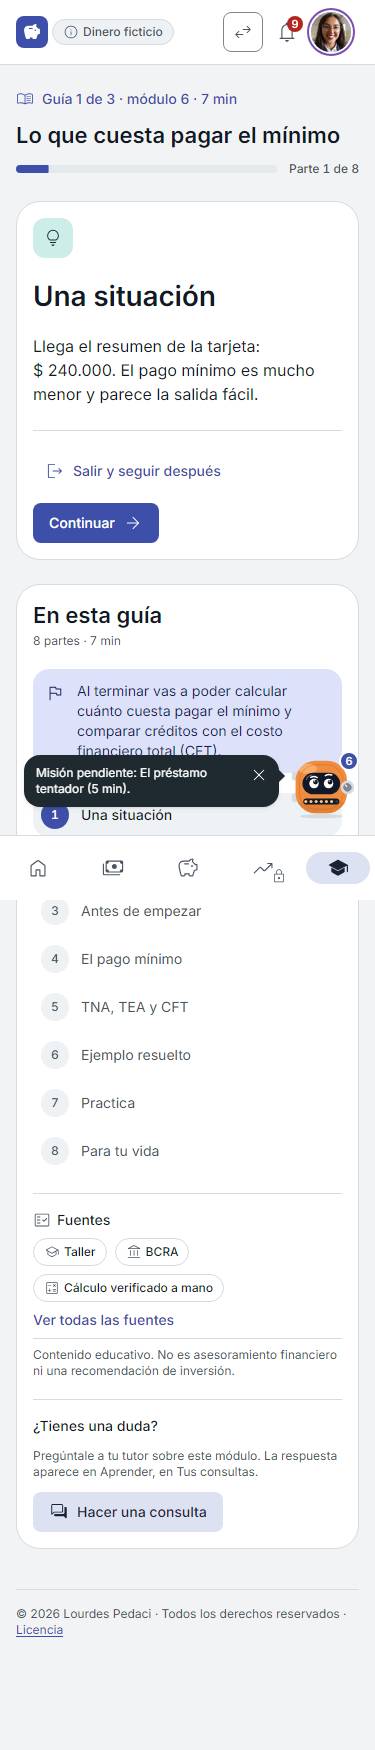 Dinero ficticio
9
Guía 1 de 3 · módulo 6 · 7 min
Lo que cuesta pagar el mínimo
Parte 1 de 8
Una situación
Llega el resumen de la tarjeta:
$ 240.000. El pago mínimo es mucho
menor y parece la salida fácil.
Salir y seguir después
Continuar
En esta guía
8 partes · 7 min
Al terminar vas a poder calcular
cuánto cuesta pagar el mínimo y
comparar créditos con el costo
financiero total (CFT).
6
Misión pendiente: El préstamo
tentador (5 min).
1 Una situación
3 Antes de empezar
4 El pago mínimo
5 TNA, TEA y CFT
6 Ejemplo resuelto
7 Practica
8 Para tu vida
Fuentes
Taller
BCRA
Cálculo verificado a mano
Ver todas las fuentes
Contenido educativo. No es asesoramiento financiero
ni una recomendación de inversión.
¿Tienes una duda?
Pregúntale a tu tutor sobre este módulo. La respuesta
aparece en Aprender, en Tus consultas.
Hacer una consulta
© 2026 Lourdes Pedaci · Todos los derechos reservados ·
Licencia